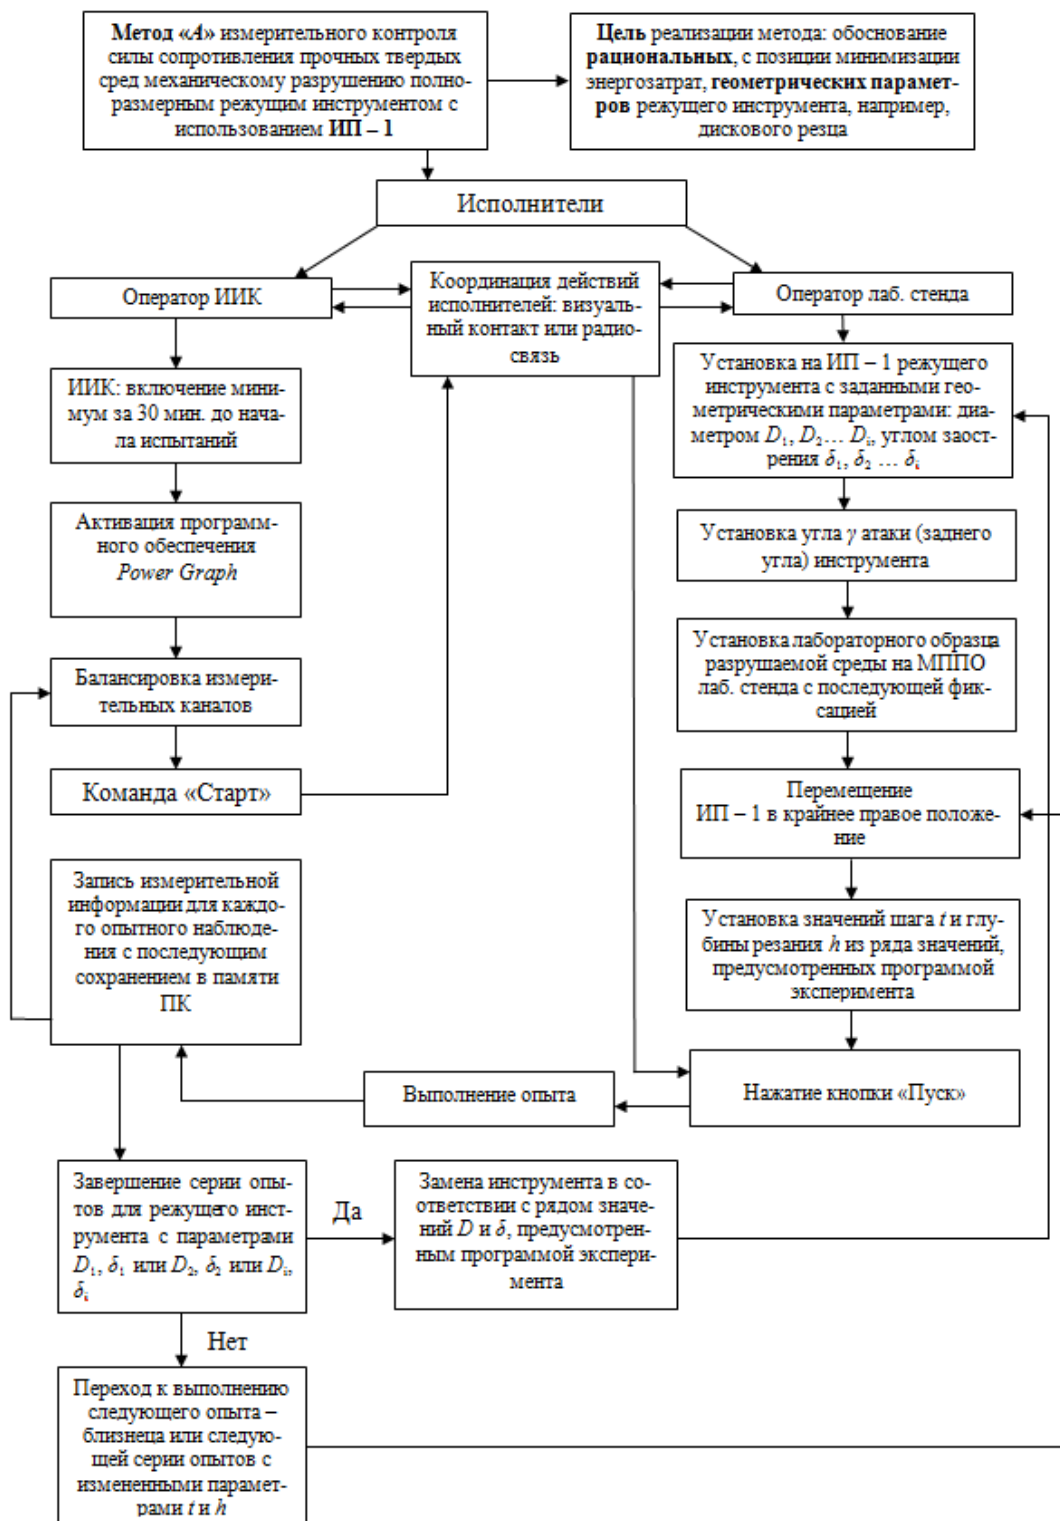 Метод «А» измерительного контроля
силы сопротивления прочных твердых
сред механическому разрушению полно-
размерным режущим инструментом с
использованием ИП – 1
Цель реализации метода: обоснование
рациональных, с позиции минимизации
энергозатрат, геометрических парамет-
ров режущего инструмента, например,
дискового резца
Исполнители
Оператор ИИК
Координация действий
исполнителей: визуаль-
ный контакт или радио-
связь
Оператор лаб. стенда
ИИК: включение мини-
мум за 30 мин. до нача-
ла испытаний
Активация программ-
ного обеспечения
Power Graph
Балансировка измери-
тельных каналов
Команда «Старт»
Установка на ИП – 1 режущего
инструмента с заданными гео-
метрическими параметрами: диа-
метром D₁, D₂… Dᵢ, углом заост-
рения δ₁, δ₂ … δᵢ
Установка угла γ атаки (заднего
угла) инструмента
Установка лабораторного образца
разрушаемой среды на МППО
лаб. стенда с последующей фик-
сацией
Перемещение
ИП – 1 в крайнее правое положе-
ние
Установка значений шага t и глу-
бины резания h из ряда значений,
предусмотренных программой
эксперимента
Нажатие кнопки «Пуск»
Выполнение опыта
Запись измерительной
информации для каждо-
го опытного наблюде-
ния с последующим
сохранением в памяти
ПК
Завершение серии опы-
тов для режущего инст-
румента с параметрами
D₁, δ₁ или D₂, δ₂ или Dᵢ,
δᵢ
Да
Замена инструмента в со-
ответствии с рядом значе-
ний D и δ, предусмотрен-
ным программой экспери-
мента
Нет
Переход к выполнению
следующего опыта –
близнеца или следую-
щей серии опытов с
измененными парамет-
рами t и h